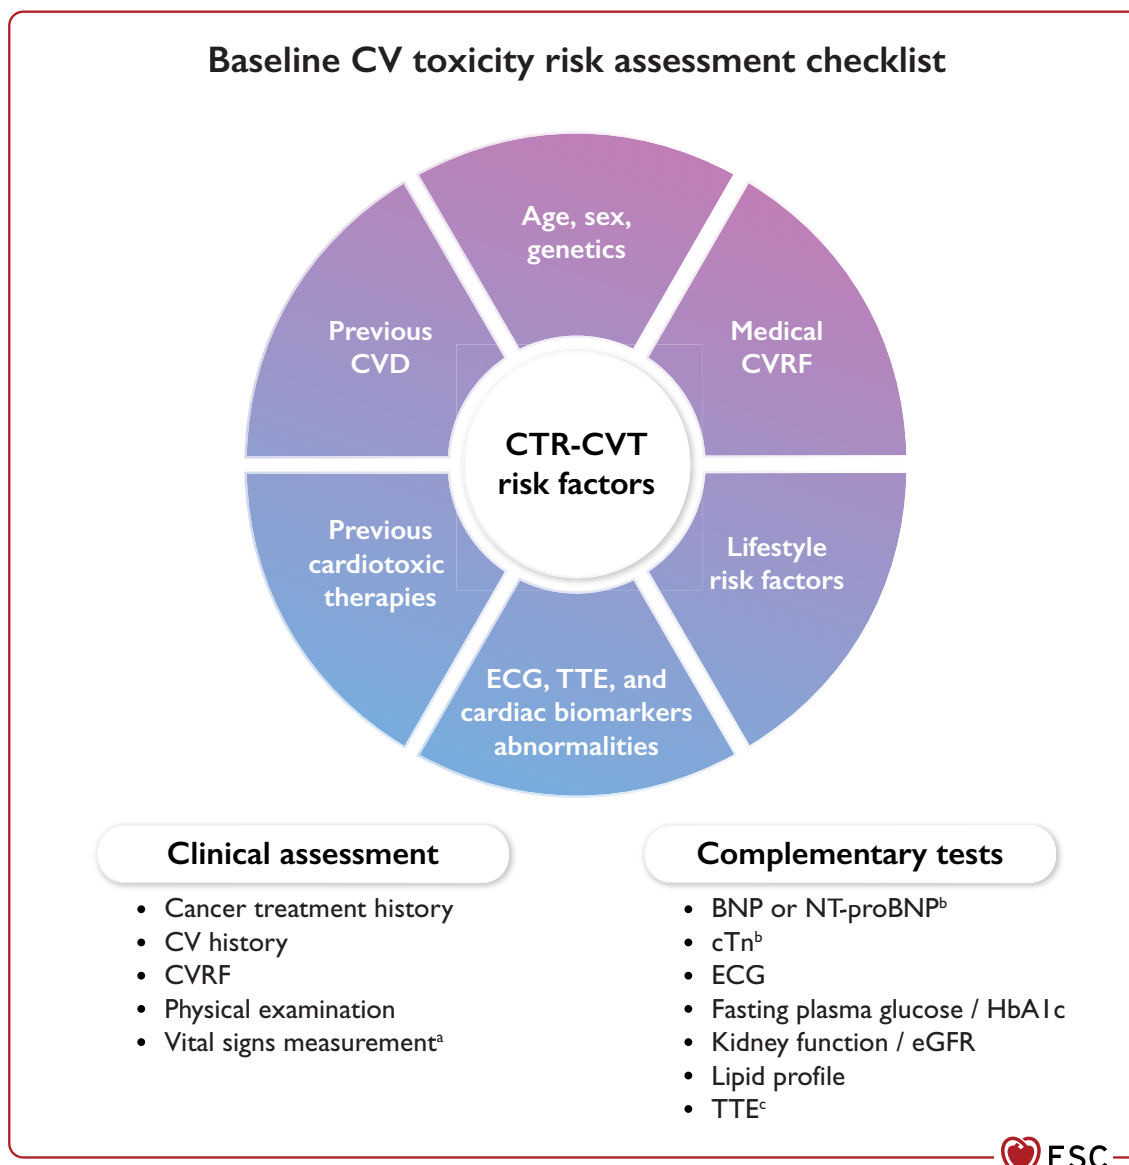 Baseline CV toxicity risk assessment checklist
Age, sex,
genetics
Previous
CVD
Medical
CVRF
CTR-CVT
risk factors
Previous
cardiotoxic
therapies
Lifestyle
risk factors
ECG, TTE, and
cardiac biomarkers
abnormalities
Clinical assessment
• Cancer treatment history
• CV history
• CVRF
• Physical examination
• Vital signs measurementᵃ
Complementary tests
• BNP or NT-proBNPᵇ
• cTnᵇ
• ECG
• Fasting plasma glucose / HbA1c
• Kidney function / eGFR
• Lipid profile
• TTEᶜ
ESC